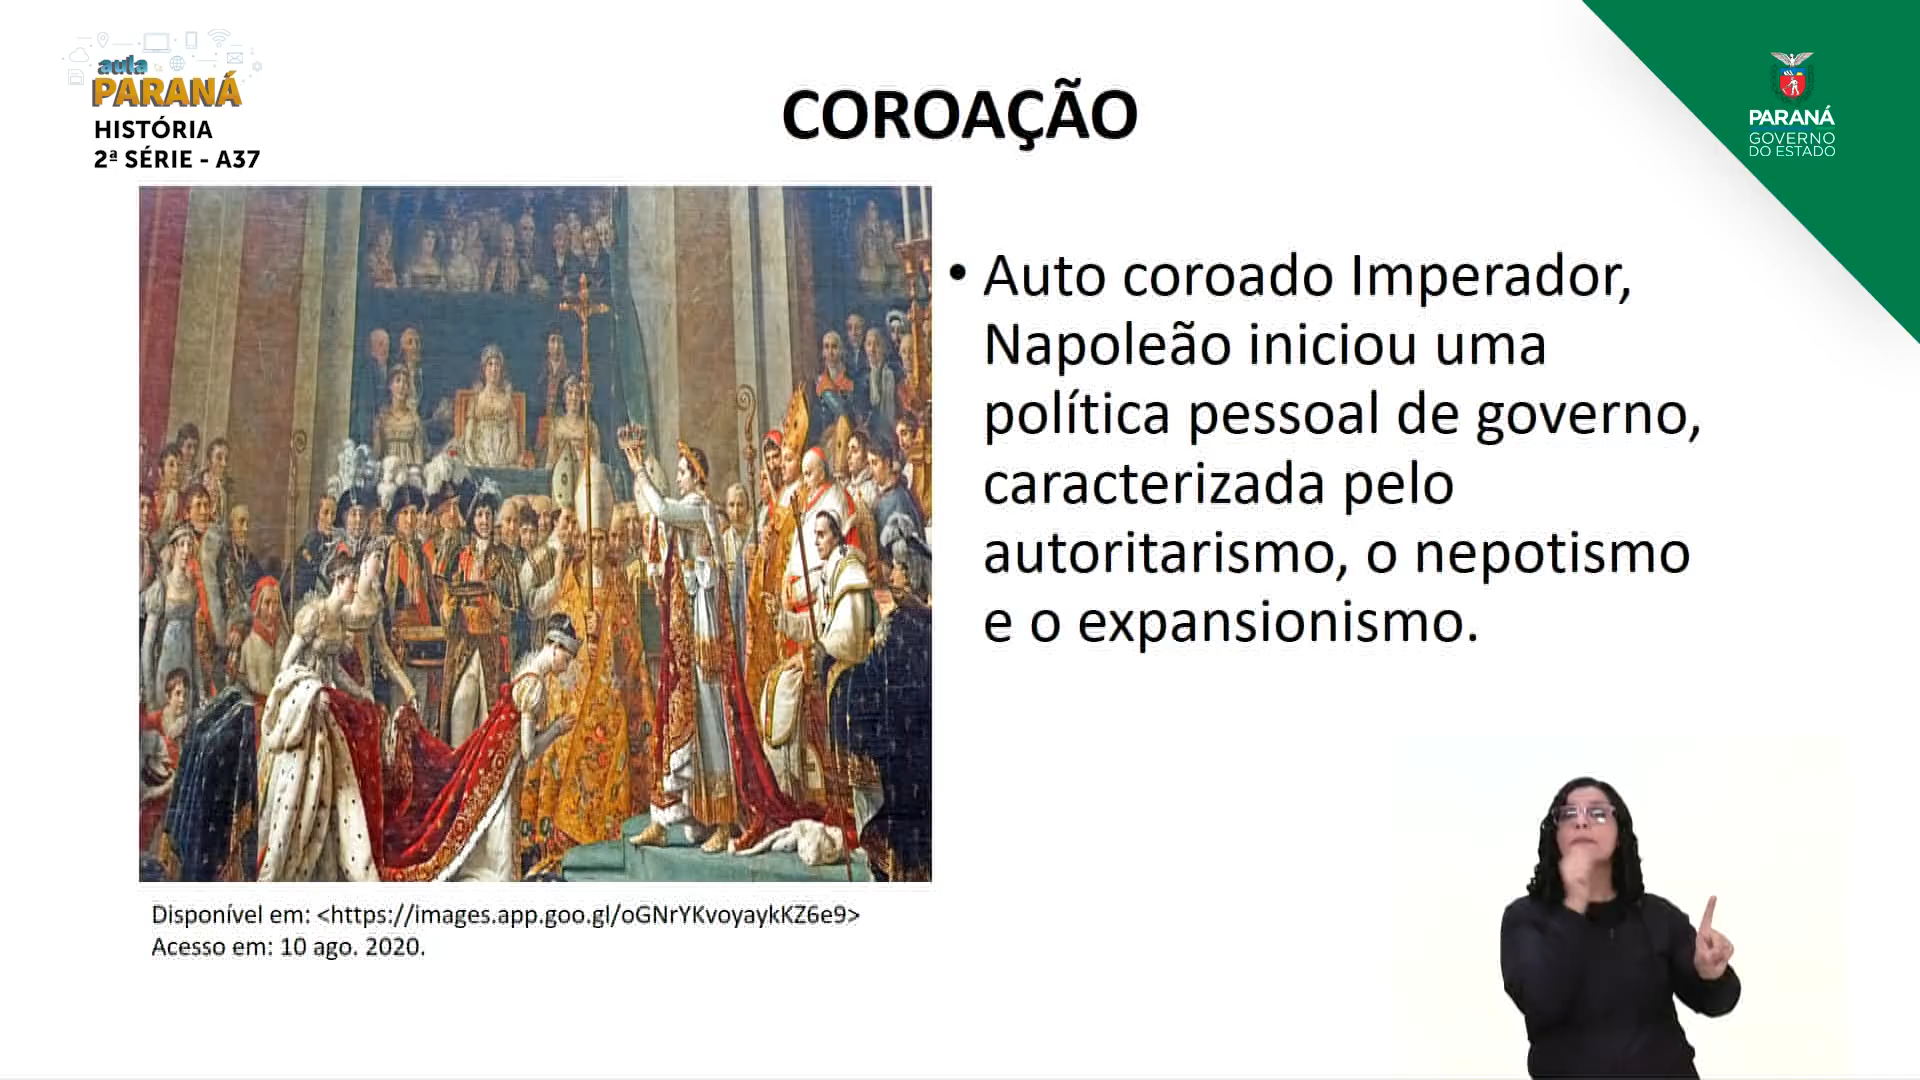 aula
PARANÁ
HISTÓRIA
2ª SÉRIE - A37
COROAÇÃO
PARANÁ
GOVERNO
DO ESTADO
• Auto coroado Imperador,
Napoleão iniciou uma
política pessoal de governo,
caracterizada pelo
autoritarismo, o nepotismo
e o expansionismo.
Disponível em: <https://images.app.goo.gl/oGNrYKvoyaykKZ6e9>
Acesso em: 10 ago. 2020.